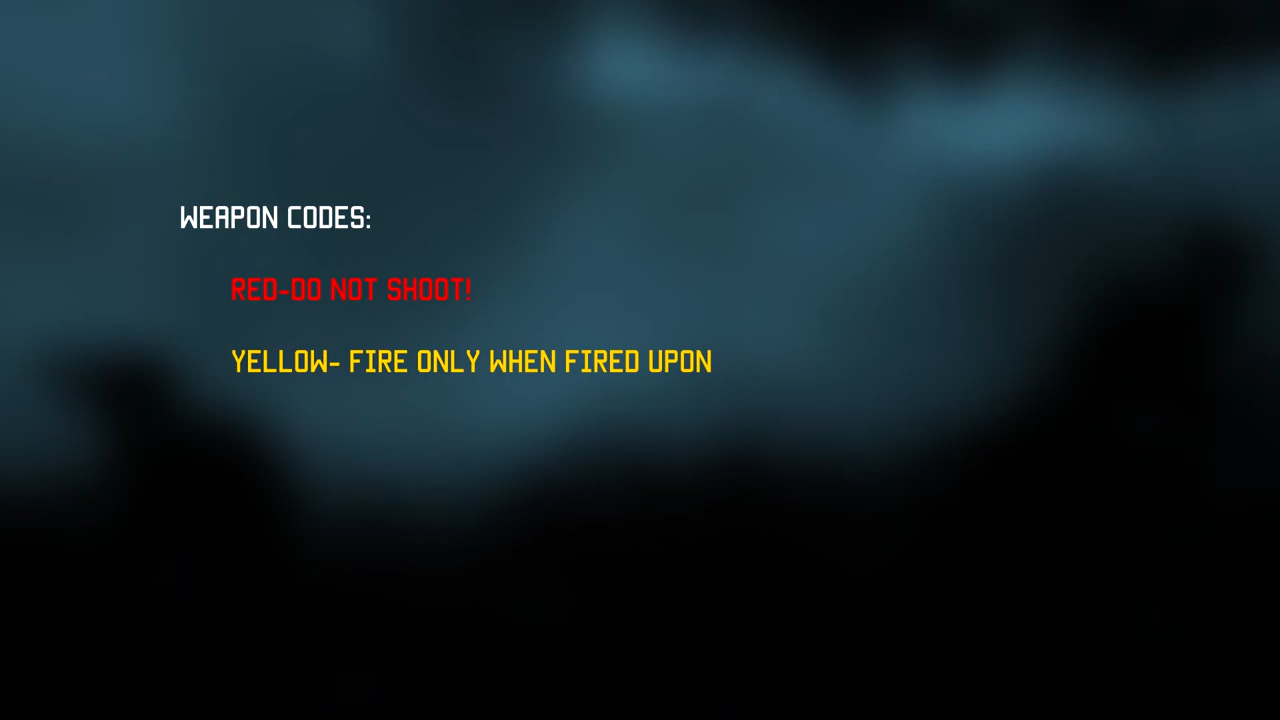 WEAPON CODES:
RED-DO NOT SHOOT!
YELLOW- FIRE ONLY WHEN FIRED UPON